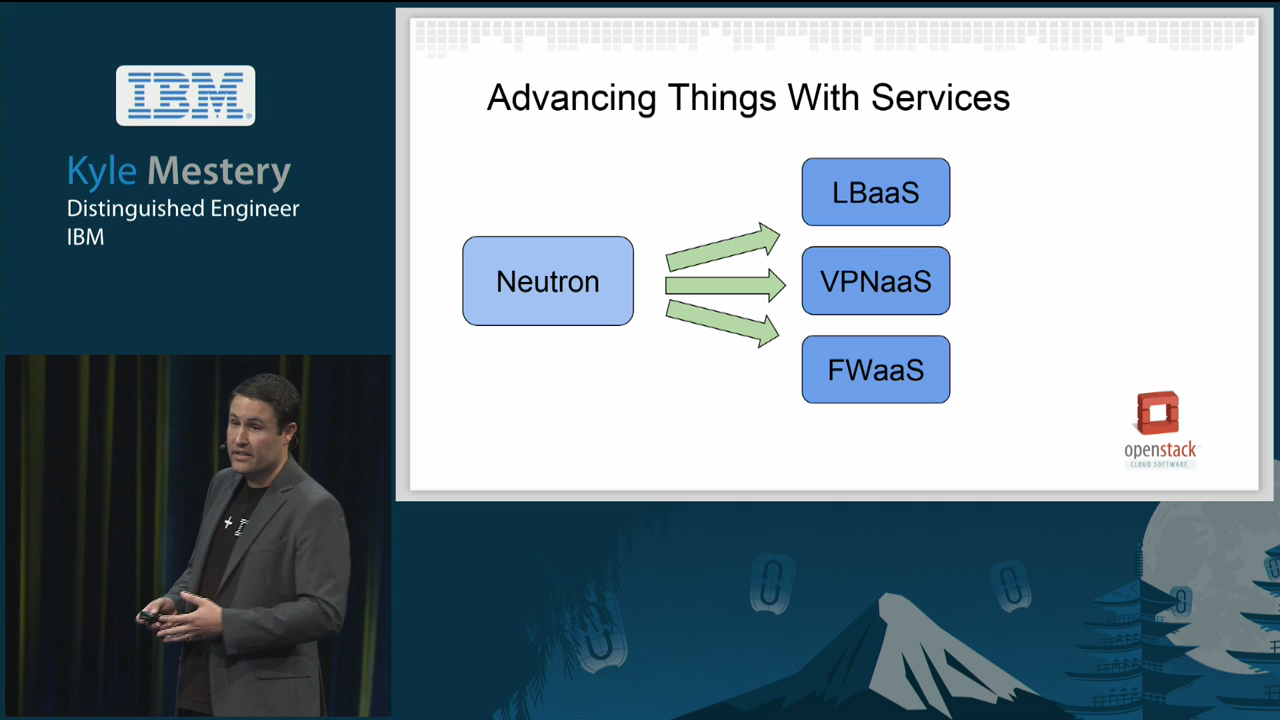 IBM
Kyle Mestery
Distinguished Engineer
IBM
Advancing Things With Services
Neutron
LBaaS
VPNaaS
FWaaS
openstack
CLOUD SOFTWARE